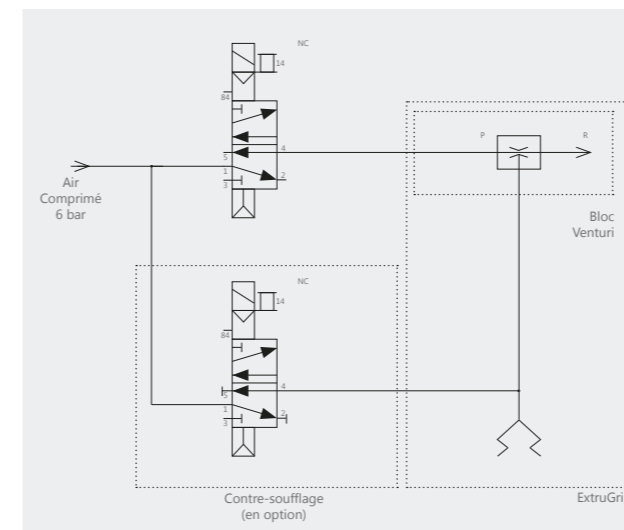 NC
14
84
5
4
P
R
1
2
3
Air
Comprimé
6 bar
Bloc
Venturi
NC
14
84
5
4
1
2
3
Contre-soufflage
(en option)
ExtruGri